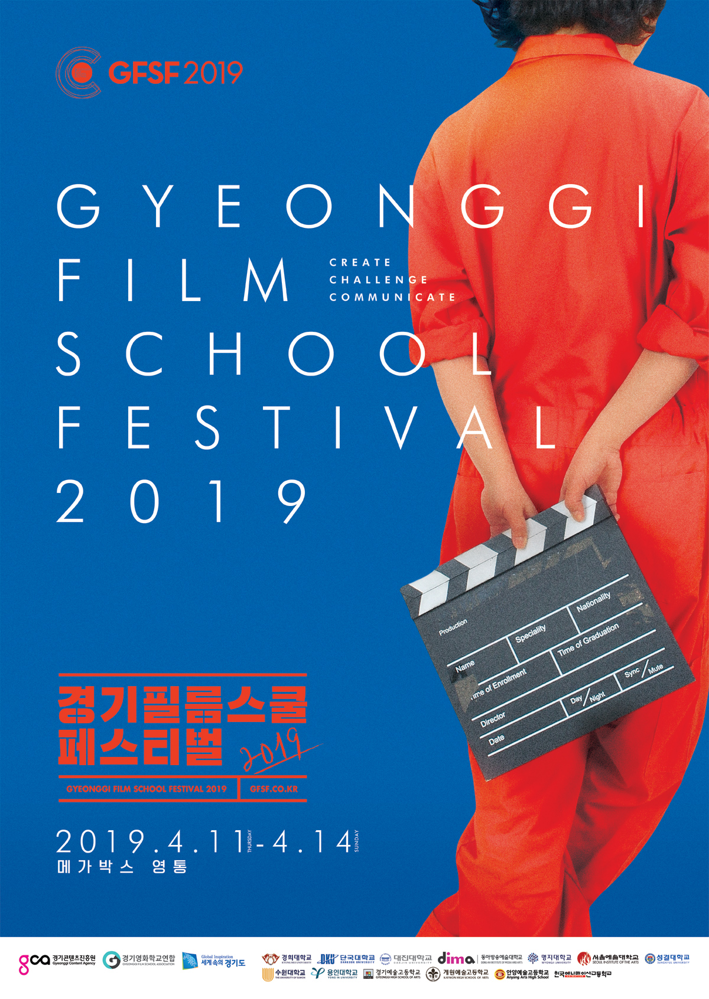 GFSF 2019
GYEONGGI
FILM
CREATE
CHALLENGE
COMMUNICATE
SCHOOL
FESTIVAL
2019
Production
Name
Speciality
Nationality
Time of Enrollment
Time of Graduation
Director
Day / Night
Sync / Mute
Date
경기필름스쿨
페스티벌 2019
GYEONGGI FILM SCHOOL FESTIVAL 2019
GFSF.CO.KR
2019.4.11 THURSDAY - 4.14 SUNDAY
메가박스 영통
gca 경기콘텐츠진흥원
Gyeonggi Content Agency
경기영화학교연합
GYEONGGI FILM SCHOOL ASSOCIATION
Global Inspiration
세계 속의 경기도
경희대학교
KYUNG HEE UNIVERSITY
DKU 단국대학교
DANKOOK UNIVERSITY
대진대학교
DAEJIN UNIVERSITY
dima 동아방송예술대학교
DONG-AH INSTITUTE OF MEDIA AND ARTS
명지대학교
MYONGJI UNIVERSITY
서울예술대학교
SEOUL INSTITUTE OF THE ARTS
성결대학교
SUNGKYUL UNIVERSITY
수원대학교
THE UNIVERSITY OF SUWON
용인대학교
YONG IN UNIVERSITY
경기예술고등학교
GYEONGGI HIGH SCHOOL OF ARTS
계원예술고등학교
KAYWON HIGH SCHOOL OF ARTS
안양예술고등학교
Anyang Arts High School
한국애니메이션고등학교
ANIMATION